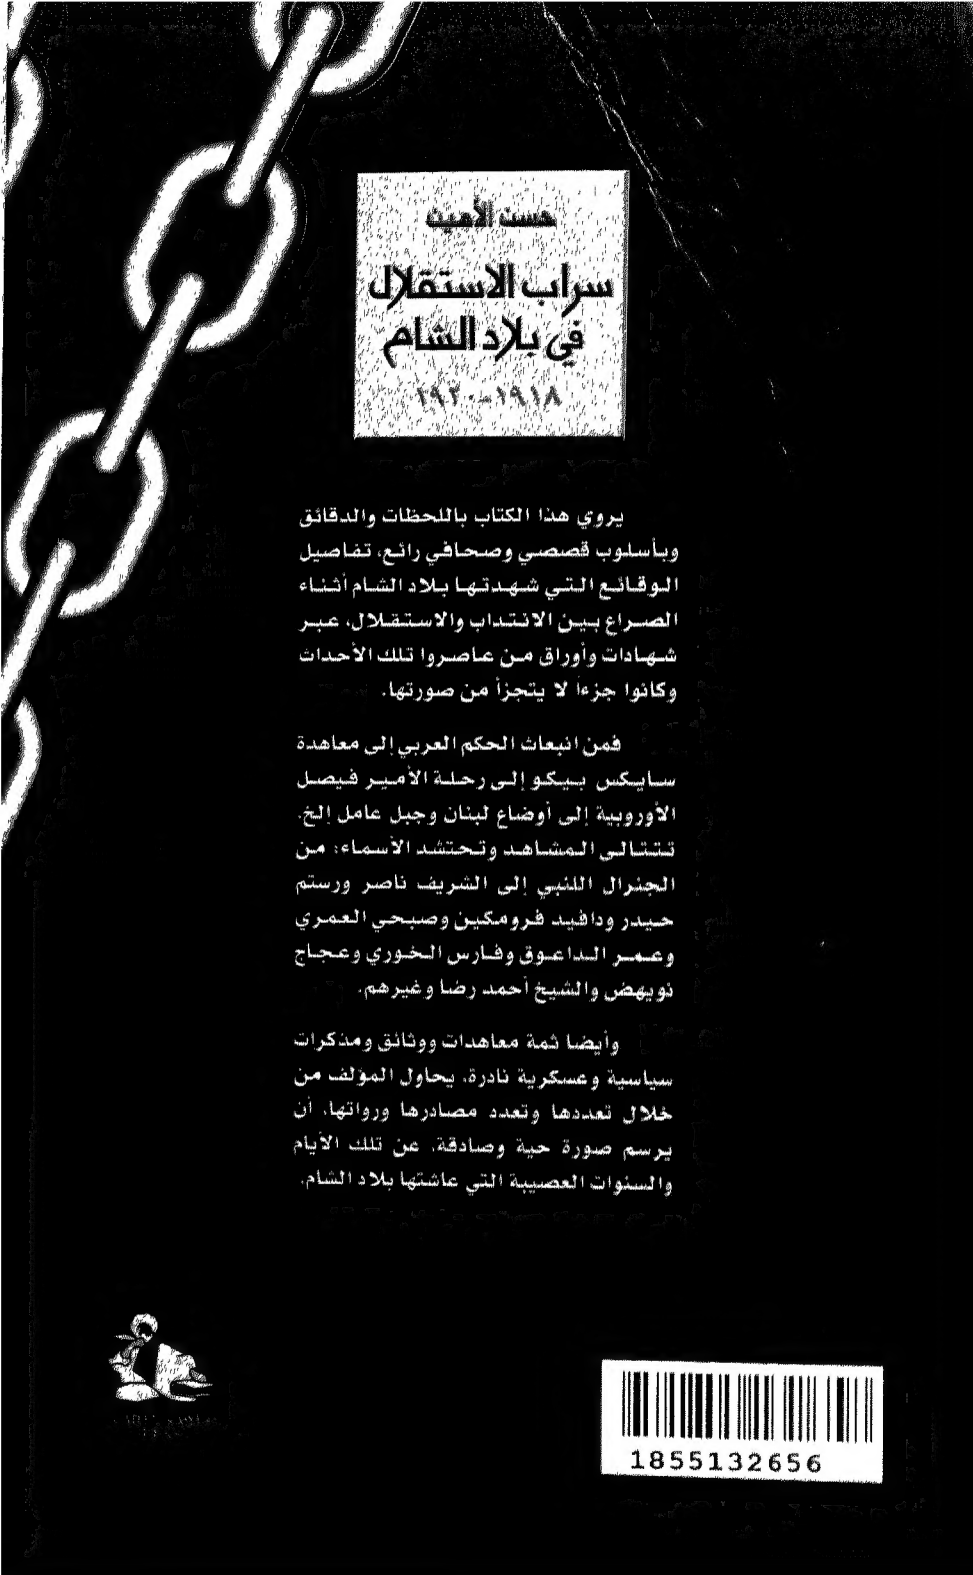 حسن الأمين
سراب الاستقلال
في بلاد الشام
١٩١٨-١٩٢٠
يروي هذا الكتاب باللحظات والدقائق
وبأسلوب قصصي وصحافي رائع، تفاصيل
الوقائع التي شهدتها بلاد الشام أثناء
الصراع بين الانتداب والاستقلال، عبر
شهادات وأوراق من عاصروا تلك الأحداث
وكانوا جزءاً لا يتجزأ من صورتها.
فمن انبعاث الحكم العربي إلى معاهدة
سايكس بيكو إلى رحلة الأمير فيصل
الأوروبية إلى أوضاع لبنان وجبل عامل إلخ.
تتتالى المشاهد وتحتشد الأسماء: من
الجنرال اللنبي إلى الشريف ناصر ورستم
حيدر ودافيد فرومكين وصبحي العمري
وعمر الداعوق وفارس الخوري وعجاج
نويهض والشيخ أحمد رضا وغيرهم.
وأيضا ثمة معاهدات ووثائق ومذكرات
سياسية وعسكرية نادرة، يحاول المؤلف من
خلال تعددها وتعدد مصادرها ورواتها، أن
يرسم صورة حية وصادقة، عن تلك الأيام
والسنوات العصيبة التي عاشتها بلاد الشام.
1855132656